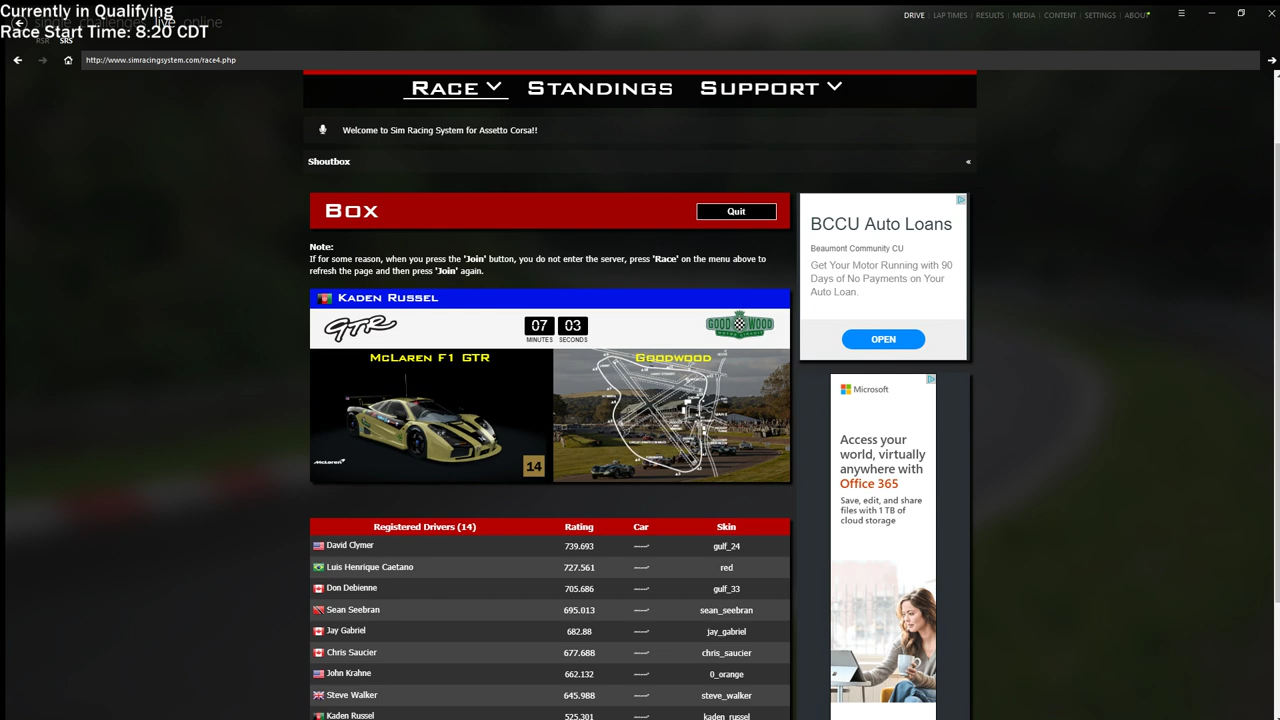 Currently in Qualifying
Race Start Time: 8:20 CDT
single challenges live online
DRIVE | LAP TIMES | RESULTS | MEDIA | CONTENT | SETTINGS | ABOUT
RSR SRS
http://www.simracingsystem.com/race4.php
Race Standings Support
Welcome to Sim Racing System for Assetto Corsa!!
Shoutbox «
Box
Quit
Note:
If for some reason, when you press the 'Join' button, you do not enter the server, press 'Race' on the menu above to
refresh the page and then press 'Join' again.
Kaden Russel
GTR
07 03
MINUTES SECONDS
GOODWOOD
McLaren F1 GTR
Goodwood
McLaren
14
Registered Drivers (14) Rating Car Skin
David Clymer 739.693 gulf_24
Luis Henrique Caetano 727.561 red
Don Debienne 705.686 gulf_33
Sean Seebran 695.013 sean_seebran
Jay Gabriel 682.88 jay_gabriel
Chris Saucier 677.688 chris_saucier
John Krahne 662.132 0_orange
Steve Walker 645.988 steve_walker
Kaden Russel 525.301 kaden_russel
BCCU Auto Loans
Beaumont Community CU
Get Your Motor Running with 90
Days of No Payments on Your
Auto Loan.
OPEN
Microsoft
Access your
world, virtually
anywhere with
Office 365
Save, edit, and share
files with 1 TB of
cloud storage